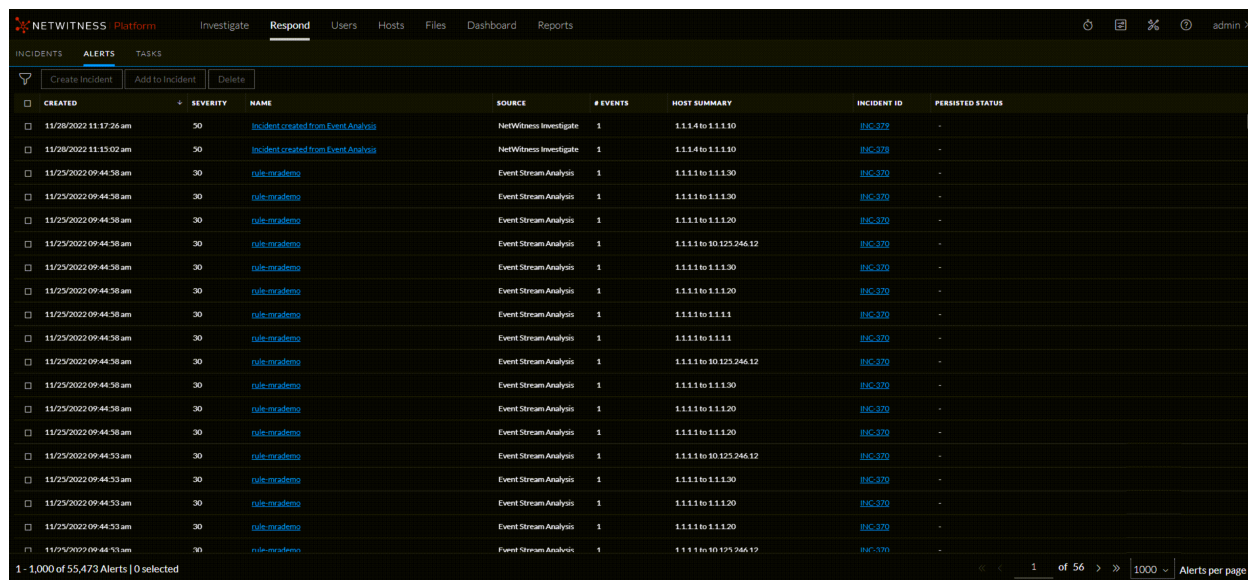 NETWITNESS Platform Investigate Respond Users Hosts Files Dashboard Reports admin
INCIDENTS ALERTS TASKS
Create Incident Add to Incident Delete
CREATED SEVERITY NAME SOURCE # EVENTS HOST SUMMARY INCIDENT ID PERSISTED STATUS
11/28/2022 11:17:26 am 50 Incident created from Event Analysis NetWitness Investigate 1 1.1.1.4 to 1.1.1.10 INC-379 -
11/28/2022 11:15:02 am 50 Incident created from Event Analysis NetWitness Investigate 1 1.1.1.4 to 1.1.1.10 INC-378 -
11/25/2022 09:44:58 am 30 rule-mrademo Event Stream Analysis 1 1.1.1.1 to 1.1.1.30 INC-370 -
11/25/2022 09:44:58 am 30 rule-mrademo Event Stream Analysis 1 1.1.1.1 to 1.1.1.30 INC-370 -
11/25/2022 09:44:58 am 30 rule-mrademo Event Stream Analysis 1 1.1.1.1 to 1.1.1.20 INC-370 -
11/25/2022 09:44:58 am 30 rule-mrademo Event Stream Analysis 1 1.1.1.1 to 10.125.246.12 INC-370 -
11/25/2022 09:44:58 am 30 rule-mrademo Event Stream Analysis 1 1.1.1.1 to 1.1.1.30 INC-370 -
11/25/2022 09:44:58 am 30 rule-mrademo Event Stream Analysis 1 1.1.1.1 to 1.1.1.20 INC-370 -
11/25/2022 09:44:58 am 30 rule-mrademo Event Stream Analysis 1 1.1.1.1 to 1.1.1.1 INC-370 -
11/25/2022 09:44:58 am 30 rule-mrademo Event Stream Analysis 1 1.1.1.1 to 1.1.1.1 INC-370 -
11/25/2022 09:44:58 am 30 rule-mrademo Event Stream Analysis 1 1.1.1.1 to 10.125.246.12 INC-370 -
11/25/2022 09:44:58 am 30 rule-mrademo Event Stream Analysis 1 1.1.1.1 to 1.1.1.30 INC-370 -
11/25/2022 09:44:58 am 30 rule-mrademo Event Stream Analysis 1 1.1.1.1 to 1.1.1.20 INC-370 -
11/25/2022 09:44:58 am 30 rule-mrademo Event Stream Analysis 1 1.1.1.1 to 1.1.1.20 INC-370 -
11/25/2022 09:44:53 am 30 rule-mrademo Event Stream Analysis 1 1.1.1.1 to 10.125.246.12 INC-370 -
11/25/2022 09:44:53 am 30 rule-mrademo Event Stream Analysis 1 1.1.1.1 to 1.1.1.30 INC-370 -
11/25/2022 09:44:53 am 30 rule-mrademo Event Stream Analysis 1 1.1.1.1 to 1.1.1.20 INC-370 -
11/25/2022 09:44:53 am 30 rule-mrademo Event Stream Analysis 1 1.1.1.1 to 1.1.1.20 INC-370 -
11/25/2022 09:44:53 am 30 rule-mrademo Event Stream Analysis 1 1.1.1.1 to 10.125.246.12 INC-370 -
1 - 1,000 of 55,473 Alerts | 0 selected 1 of 56 1000 Alerts per page